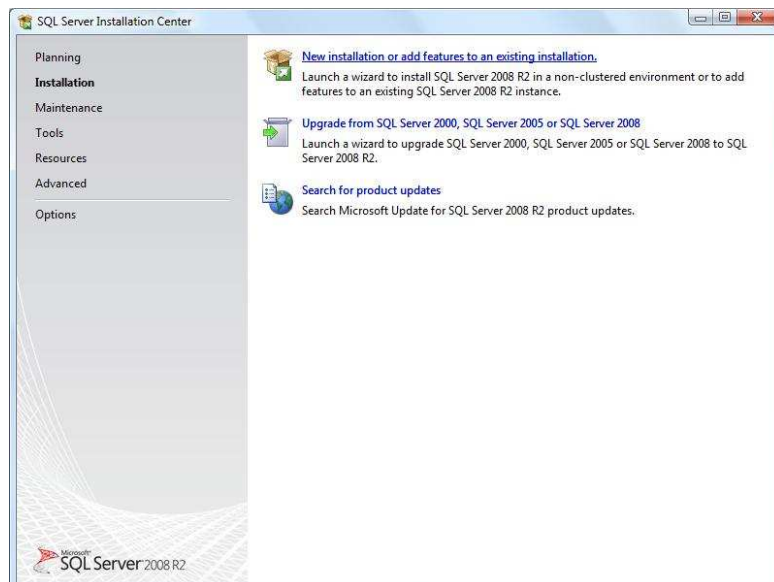 SQL Server Installation Center
Planning
Installation
Maintenance
Tools
Resources
Advanced
Options
New installation or add features to an existing installation.
Launch a wizard to install SQL Server 2008 R2 in a non-clustered environment or to add
features to an existing SQL Server 2008 R2 instance.
Upgrade from SQL Server 2000, SQL Server 2005 or SQL Server 2008
Launch a wizard to upgrade SQL Server 2000, SQL Server 2005 or SQL Server 2008 to SQL
Server 2008 R2.
Search for product updates
Search Microsoft Update for SQL Server 2008 R2 product updates.
Microsoft
SQL Server 2008 R2